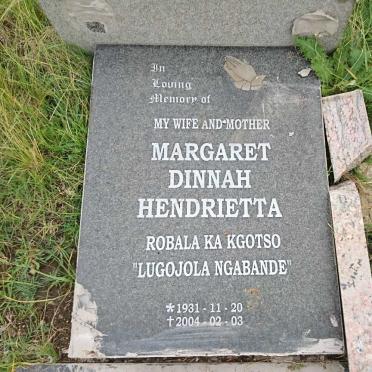 In
Loving
Memory of
MY WIFE AND MOTHER
MARGARET
DINNAH
HENDRIETTA
ROBALA KA KGOTSO
"LUGOJOLA NGABANDE"
* 1931 - 11 - 20
† 2004 - 02 - 03